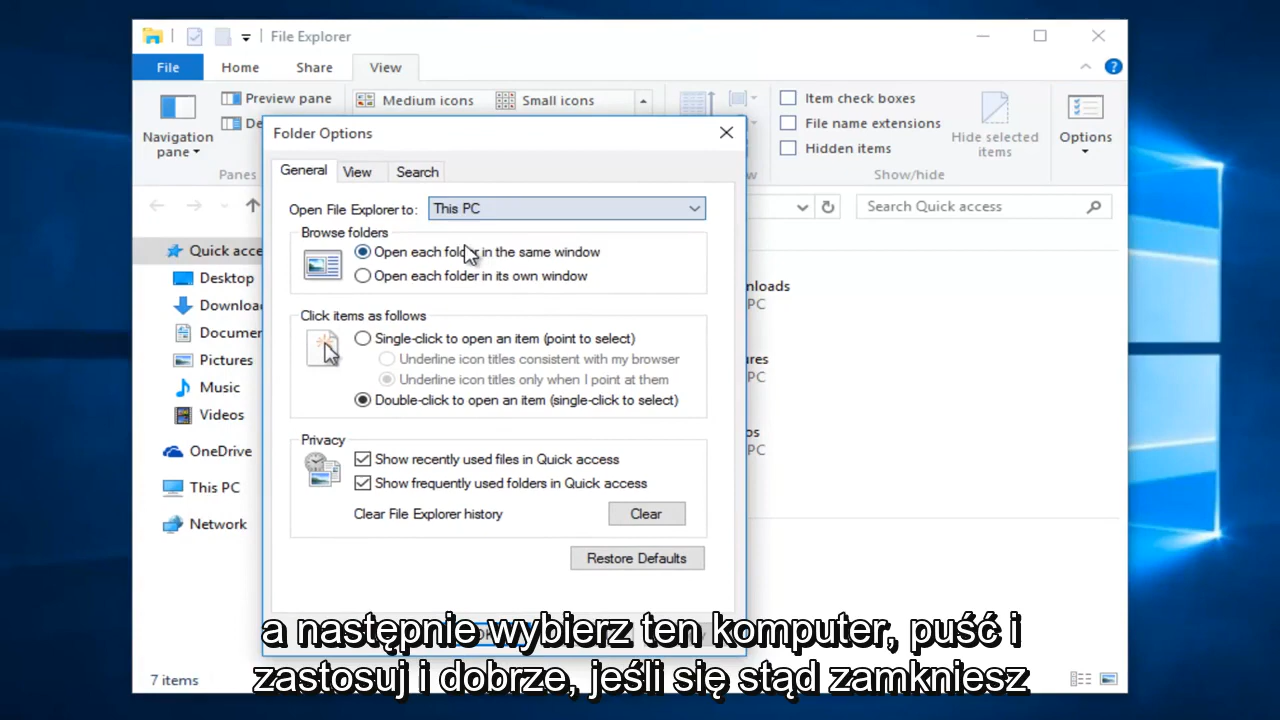 File Explorer
File Home Share View
Navigation pane
Preview pane
De
Panes
Medium icons Small icons
Item check boxes
File name extensions
Hidden items
Hide selected items
Show/hide
Options
Search Quick access
Quick acce
Desktop
Downloa
Documen
Pictures
Music
Videos
OneDrive
This PC
Network
nloads
PC
ures
PC
os
PC
7 items
Folder Options
General View Search
Open File Explorer to: This PC
Browse folders
Open each folder in the same window
Open each folder in its own window
Click items as follows
Single-click to open an item (point to select)
Underline icon titles consistent with my browser
Underline icon titles only when I point at them
Double-click to open an item (single-click to select)
Privacy
Show recently used files in Quick access
Show frequently used folders in Quick access
Clear File Explorer history Clear
Restore Defaults
a następnie wybierz ten komputer, puść i
zastosuj i dobrze, jeśli się stąd zamkniesz